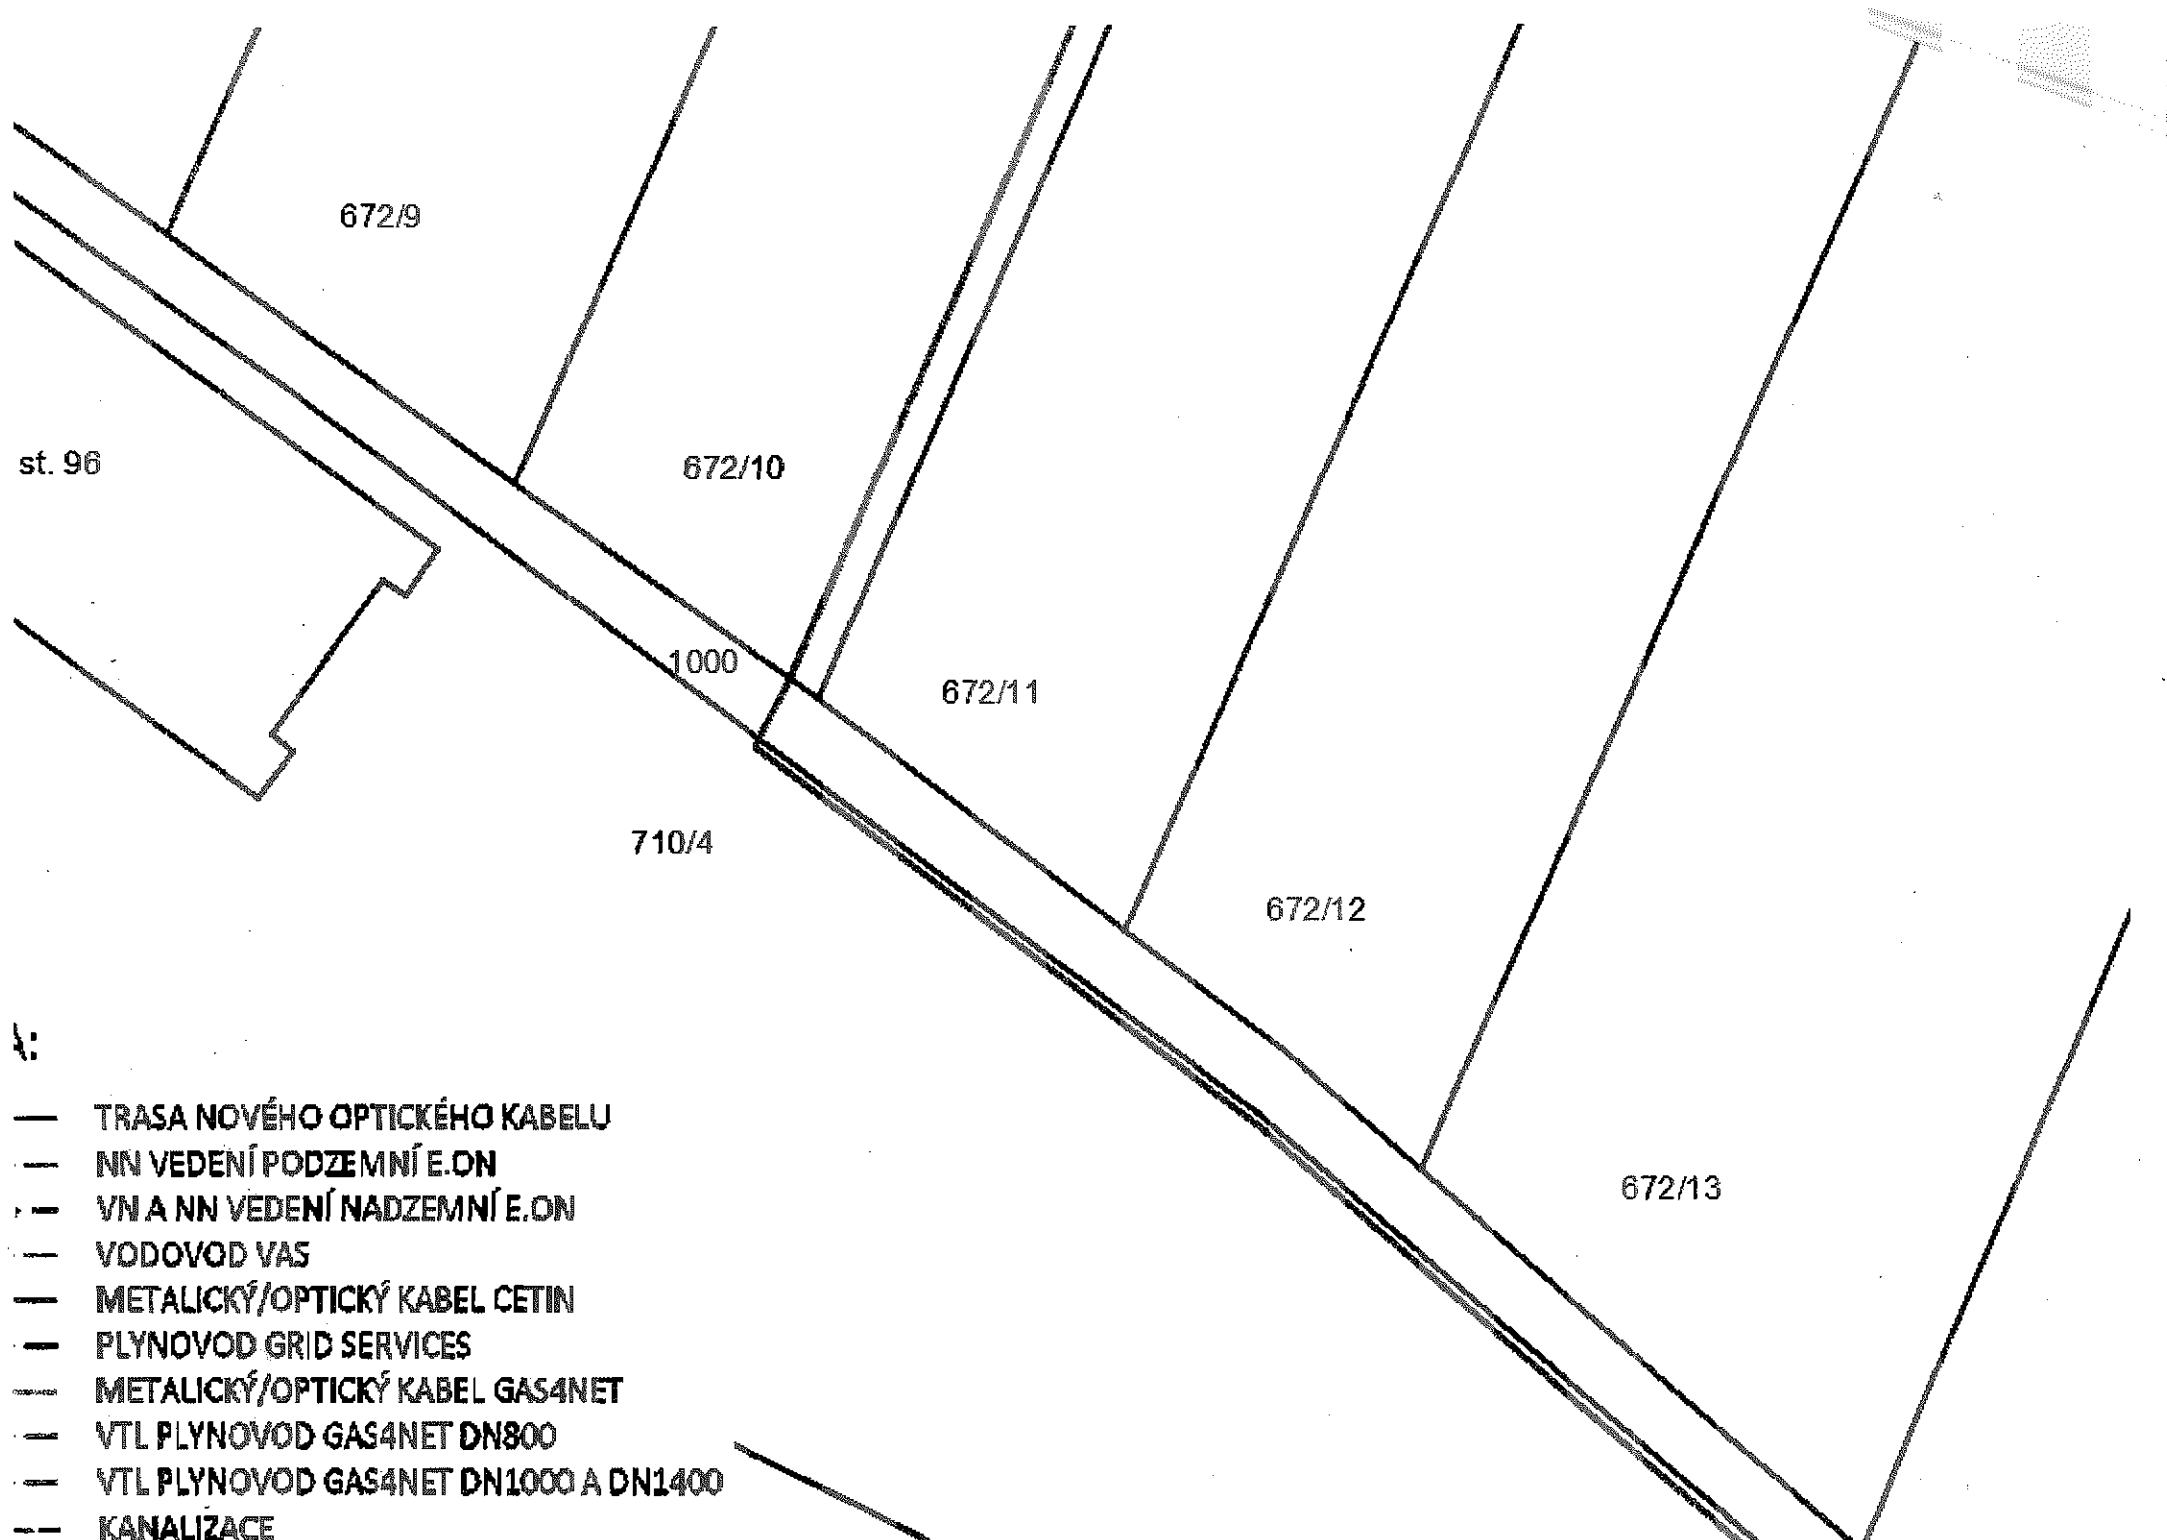 672/9
st. 96
672/10
1000
672/11
710/4
672/12
672/13
TRASA NOVÉHO OPTICKÉHO KABELU
NN VEDENÍ PODZEMNÍ E.ON
VN A NN VEDENÍ NADZEMNÍ E.ON
VODOVOD VAS
METALICKÝ/OPTICKÝ KABEL CETIN
PLYNOVOD GRID SERVICES
METALICKÝ/OPTICKÝ KABEL GAS4NET
VTL PLYNOVOD GAS4NET DN800
VTL PLYNOVOD GAS4NET DN1000 A DN1400
KANALIZACE